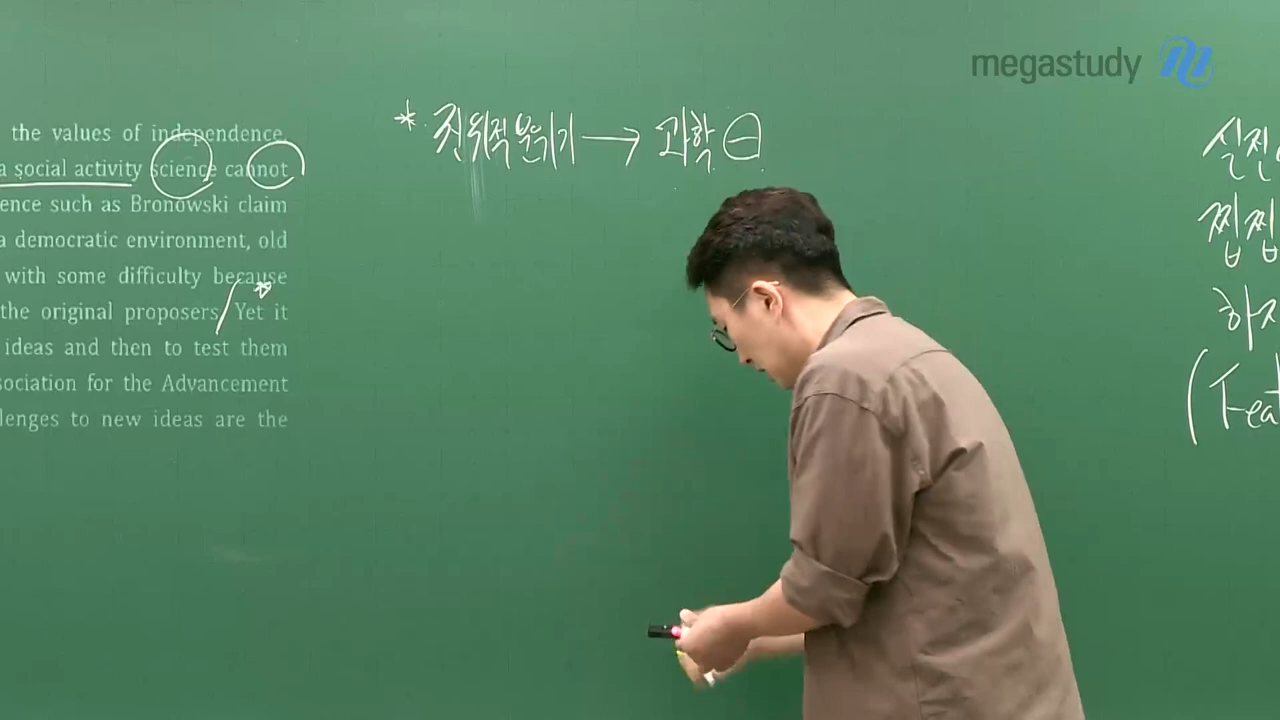 megastudy
the values of independence,
a social activity science cannot
ence such as Bronowski claim
a democratic environment, old
with some difficulty because
the original proposers. Yet it
ideas and then to test them
sociation for the Advancement
lenges to new ideas are the
* 권위적 분위기 → 과학 ⊖
실전
찝찝
하지
(Feat